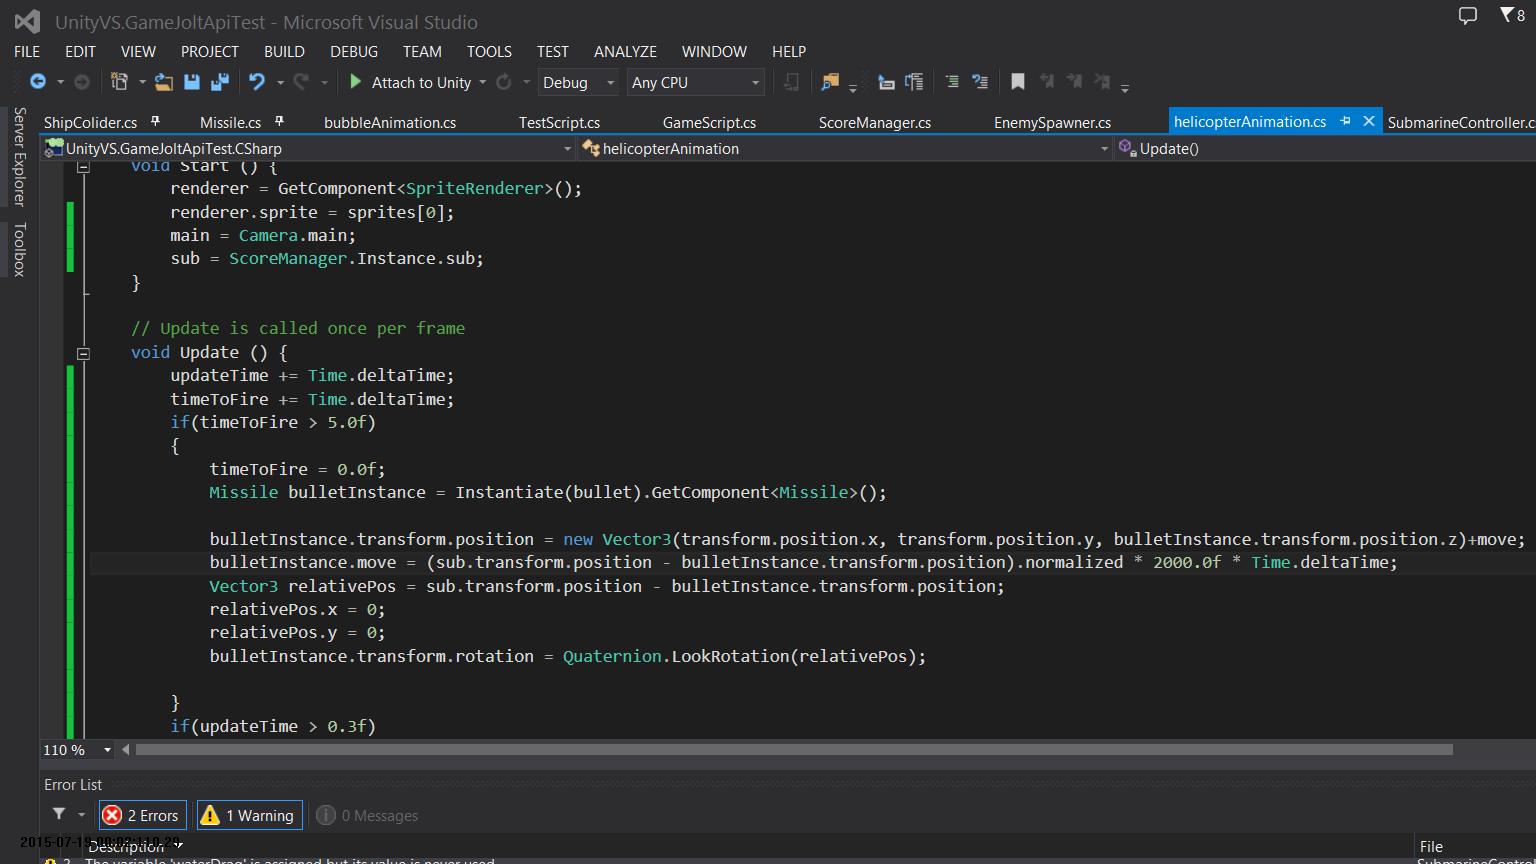 UnityVS.GameJoltApiTest - Microsoft Visual Studio
8
FILE EDIT VIEW PROJECT BUILD DEBUG TEAM TOOLS TEST ANALYZE WINDOW HELP
Attach to Unity Debug Any CPU
Server Explorer
Toolbox
ShipColider.cs Missile.cs bubbleAnimation.cs TestScript.cs GameScript.cs ScoreManager.cs EnemySpawner.cs helicopterAnimation.cs SubmarineController.cs
UnityVS.GameJoltApiTest.CSharp helicopterAnimation Update()
void Start () {
renderer = GetComponent<SpriteRenderer>();
renderer.sprite = sprites[0];
main = Camera.main;
sub = ScoreManager.Instance.sub;
}
// Update is called once per frame
void Update () {
updateTime += Time.deltaTime;
timeToFire += Time.deltaTime;
if(timeToFire > 5.0f)
{
timeToFire = 0.0f;
Missile bulletInstance = Instantiate(bullet).GetComponent<Missile>();
bulletInstance.transform.position = new Vector3(transform.position.x, transform.position.y, bulletInstance.transform.position.z)+move;
bulletInstance.move = (sub.transform.position - bulletInstance.transform.position).normalized * 2000.0f * Time.deltaTime;
Vector3 relativePos = sub.transform.position - bulletInstance.transform.position;
relativePos.x = 0;
relativePos.y = 0;
bulletInstance.transform.rotation = Quaternion.LookRotation(relativePos);
}
if(updateTime > 0.3f)
110 %
Error List
2 Errors 1 Warning 0 Messages
Description File
The variable 'waterDrag' is assigned but its value is never used